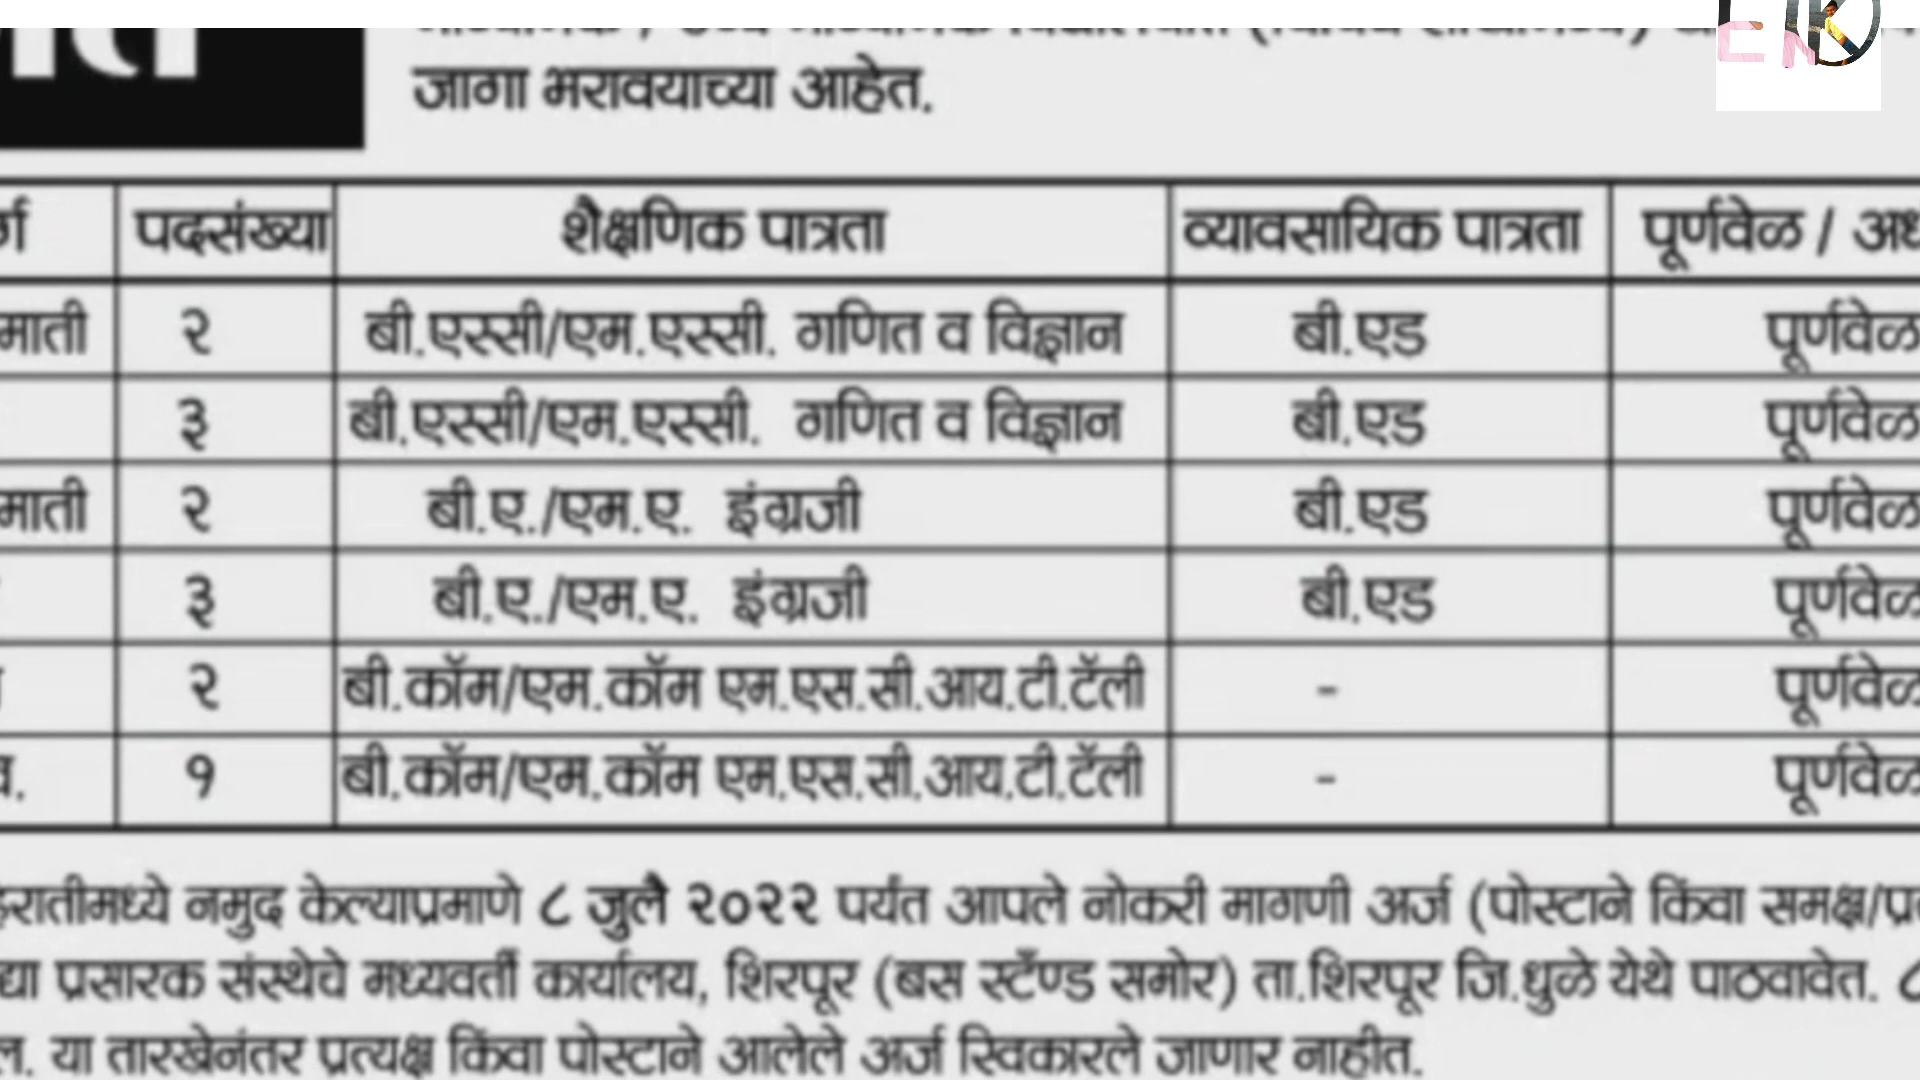 जागा भरावयाच्या आहेत.
पदसंख्या शैक्षणिक पात्रता व्यावसायिक पात्रता पूर्णवेळ /
२ बी.एस्सी/एम.एस्सी. गणित व विज्ञान बी.एड पूर्णवेळ
३ बी.एस्सी/एम.एस्सी. गणित व विज्ञान बी.एड पूर्णवेळ
२ बी.ए./एम.ए. इंग्रजी बी.एड पूर्णवेळ
३ बी.ए./एम.ए. इंग्रजी बी.एड पूर्णवेळ
२ बी.कॉम/एम.कॉम एम.एस.सी.आय.टी.टॅली - पूर्णवेळ
१ बी.कॉम/एम.कॉम एम.एस.सी.आय.टी.टॅली - पूर्णवेळ
नमुद केल्याप्रमाणे ८ जुलै २०२२ पर्यंत आपले नोकरी मागणी अर्ज (पोस्टाने किंवा समक्ष/
प्रसारक संस्थेचे मध्यवर्ती कार्यालय, शिरपूर (बस स्टँण्ड समोर) ता.शिरपूर जि.धुळे येथे पाठवावेत. ८
या तारखेनंतर प्रत्यक्ष किंवा पोस्टाने आलेले अर्ज स्विकारले जाणार नाहीत.